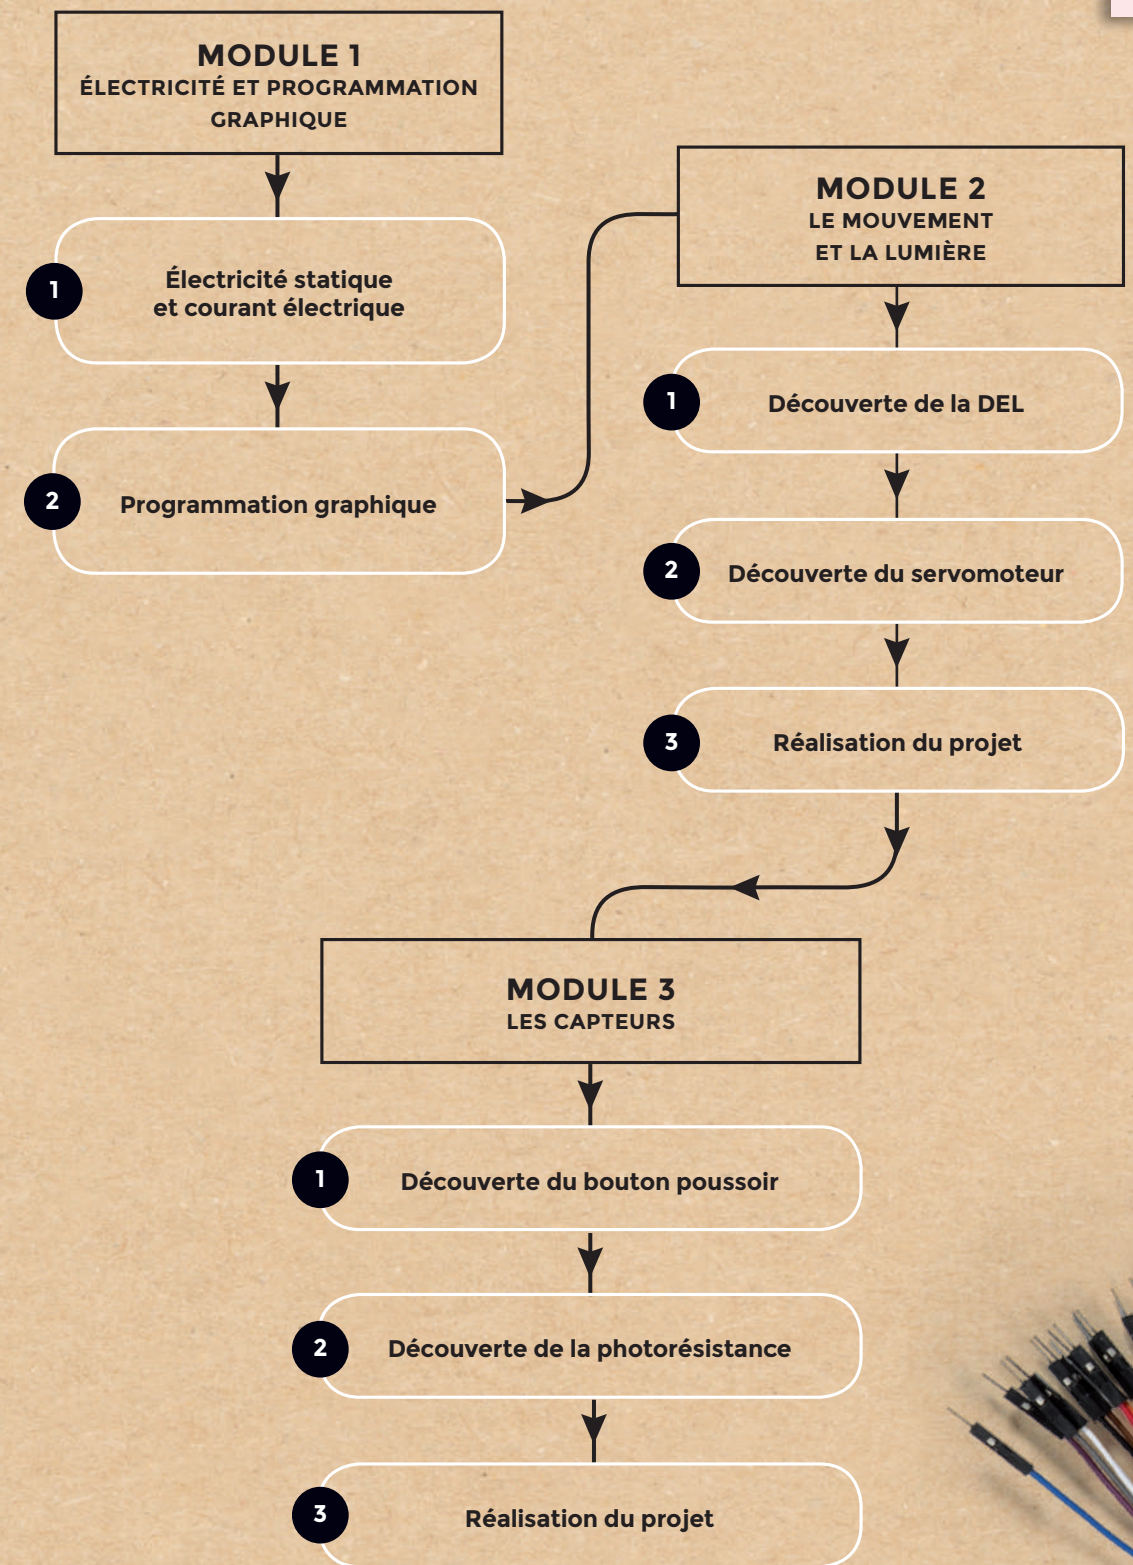 MODULE 1
ÉLECTRICITÉ ET PROGRAMMATION
GRAPHIQUE
1
Électricité statique
et courant électrique
2
Programmation graphique
MODULE 2
LE MOUVEMENT
ET LA LUMIÈRE
1
Découverte de la DEL
2
Découverte du servomoteur
3
Réalisation du projet
MODULE 3
LES CAPTEURS
1
Découverte du bouton poussoir
2
Découverte de la photorésistance
3
Réalisation du projet